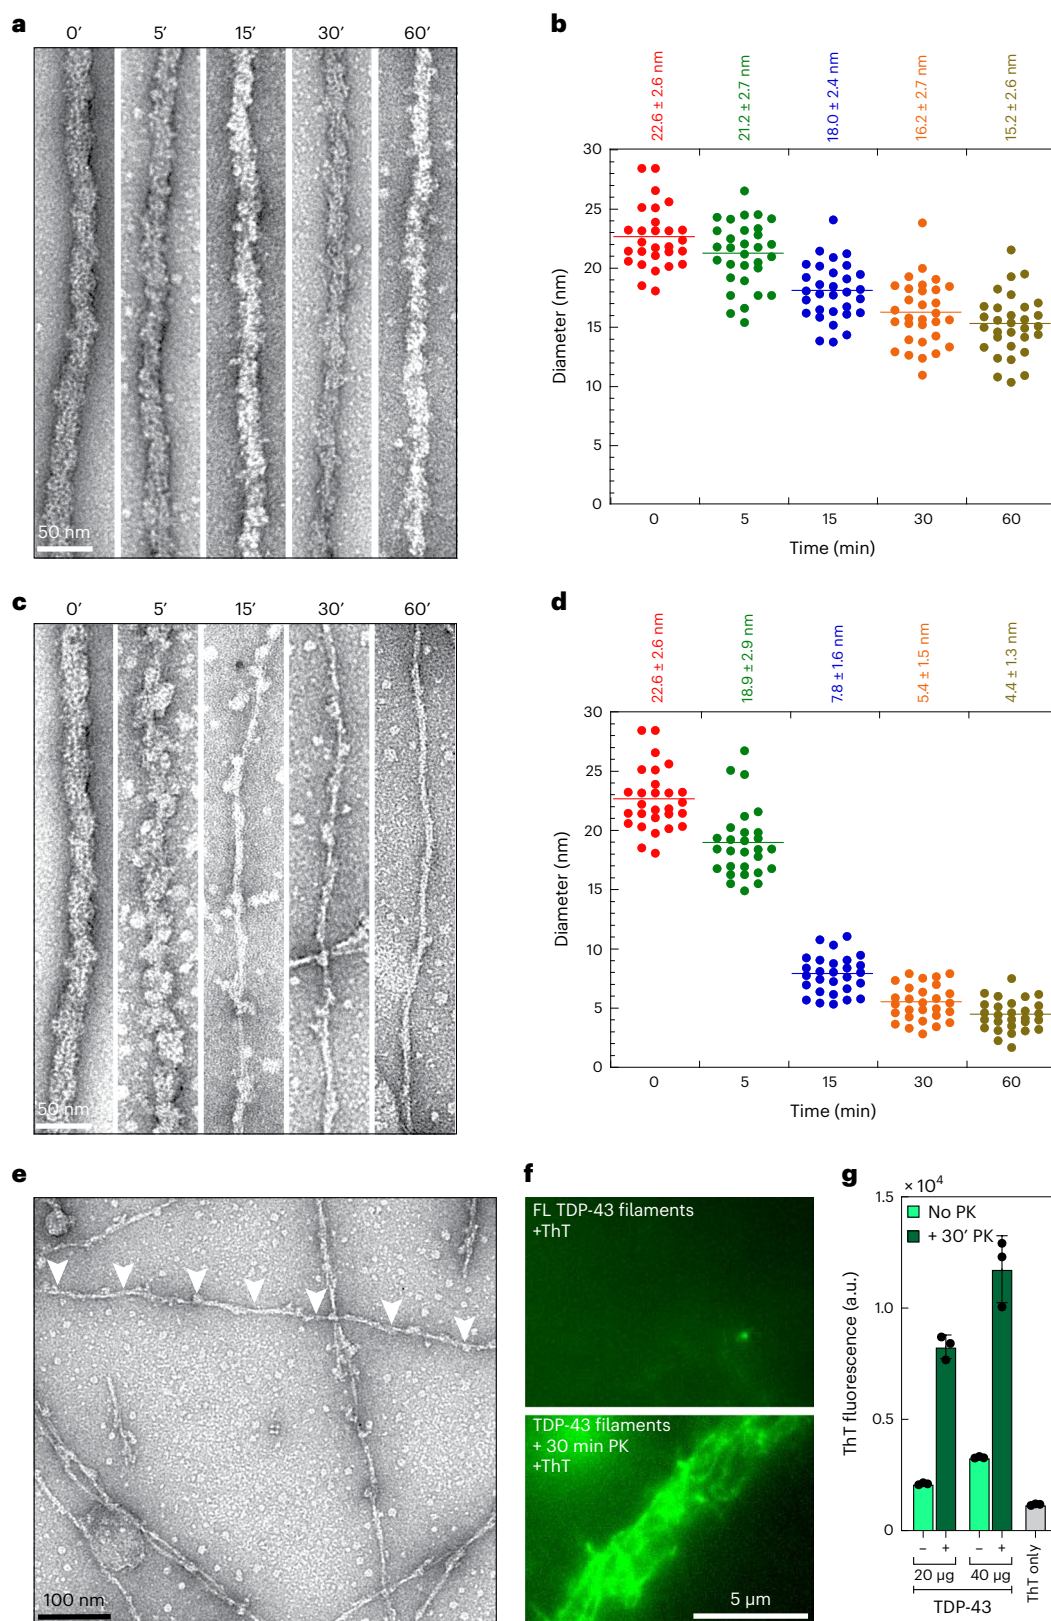 a
0′ 5′ 15′ 30′ 60′
50 nm
b
22.6 ± 2.6 nm
21.2 ± 2.7 nm
18.0 ± 2.4 nm
16.2 ± 2.7 nm
15.2 ± 2.6 nm
Diameter (nm)
30
25
20
15
10
5
0
0 5 15 30 60
Time (min)
c
0′ 5′ 15′ 30′ 60′
50 nm
d
22.6 ± 2.6 nm
18.9 ± 2.9 nm
7.8 ± 1.6 nm
5.4 ± 1.5 nm
4.4 ± 1.3 nm
Diameter (nm)
30
25
20
15
10
5
0
0 5 15 30 60
Time (min)
e
100 nm
f
FL TDP-43 filaments
+ThT
TDP-43 filaments
+ 30 min PK
+ThT
5 µm
g
× 10⁴
ThT fluorescence (a.u.)
1.5
1.0
0.5
0
No PK
+ 30′ PK
– + – +
20 µg 40 µg
TDP-43
ThT only